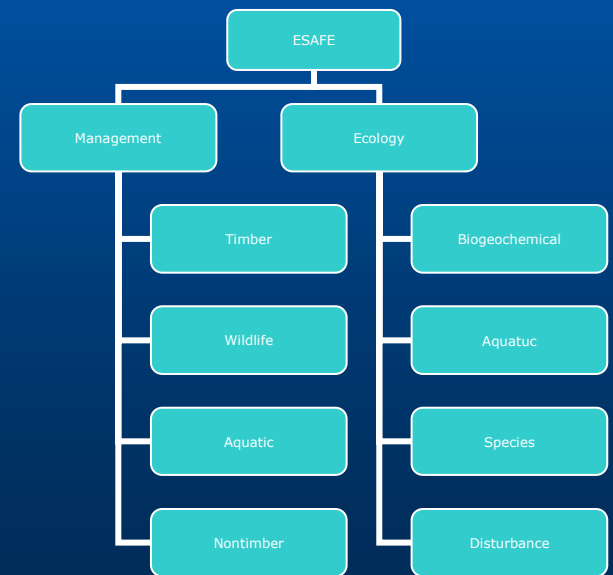 ESAFE
Management
Ecology
Timber
Biogeochemical
Wildlife
Aquatuc
Aquatic
Species
Nontimber
Disturbance